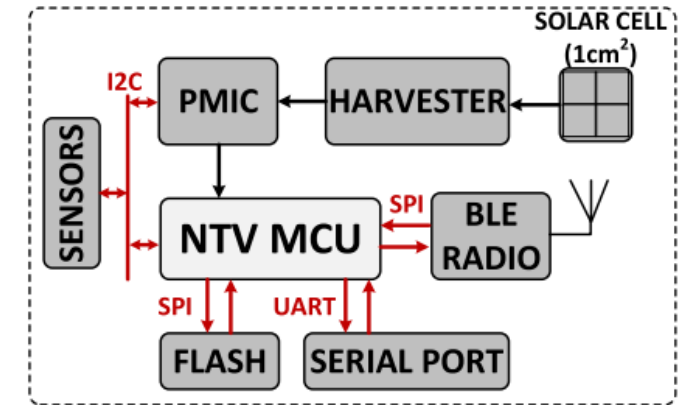 SOLAR CELL
(1cm²)
I2C
PMIC
HARVESTER
SENSORS
NTV MCU
SPI
BLE
RADIO
SPI
UART
FLASH
SERIAL PORT